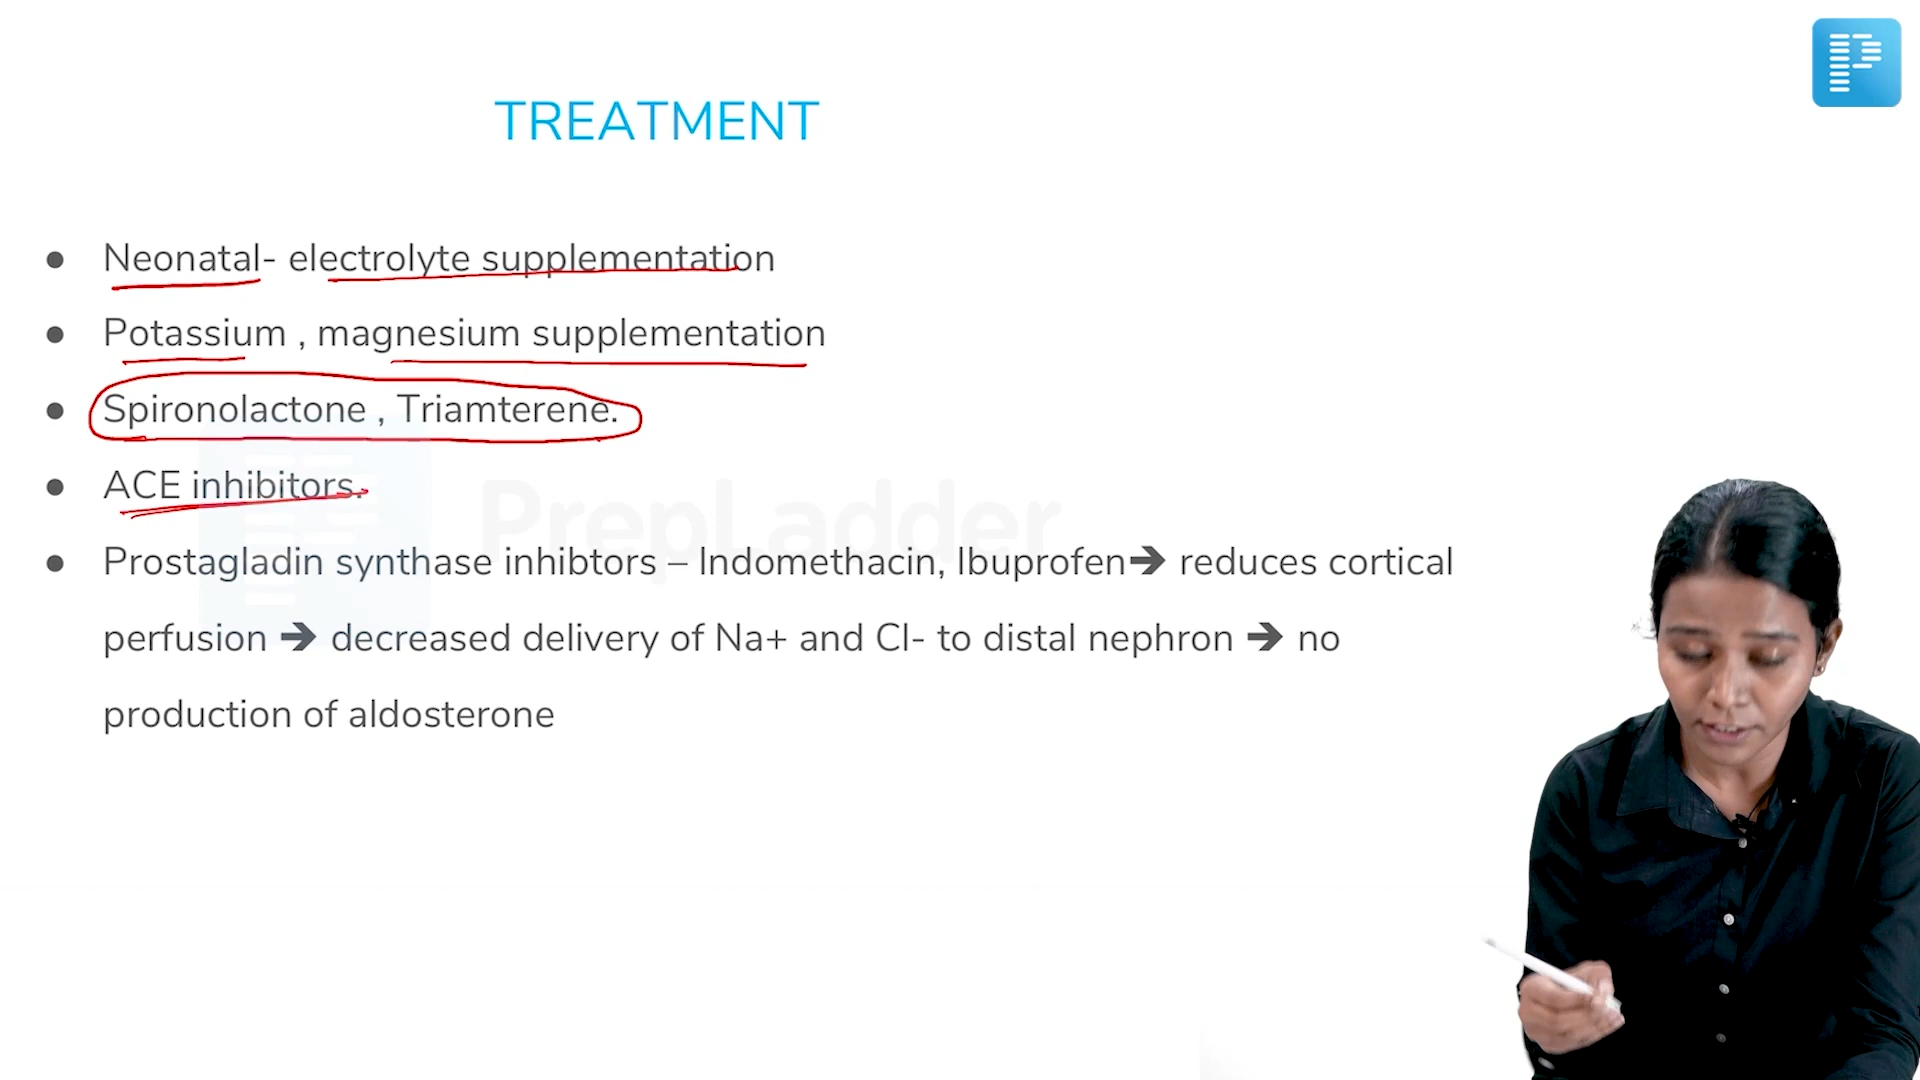 TREATMENT
● Neonatal- electrolyte supplementation
● Potassium , magnesium supplementation
● Spironolactone , Triamterene.
● ACE inhibitors.
PrepLadder
● Prostagladin synthase inhibtors – Indomethacin, Ibuprofen➔ reduces cortical
perfusion ➔ decreased delivery of Na+ and Cl- to distal nephron ➔ no
production of aldosterone